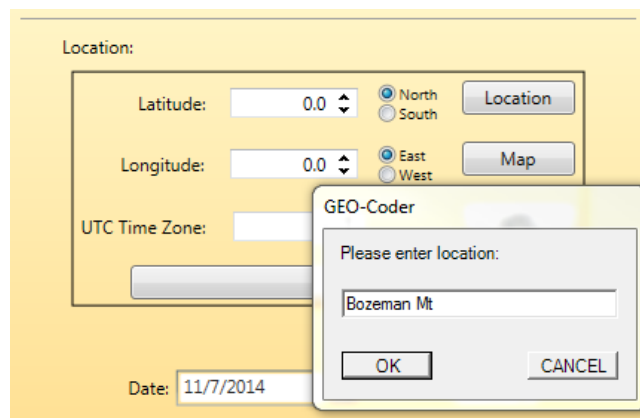 Location:
Latitude: 0.0 North Location
South
Longitude: 0.0 East Map
West
GEO-Coder
UTC Time Zone:
Please enter location:
Bozeman Mt
OK CANCEL
Date: 11/7/2014